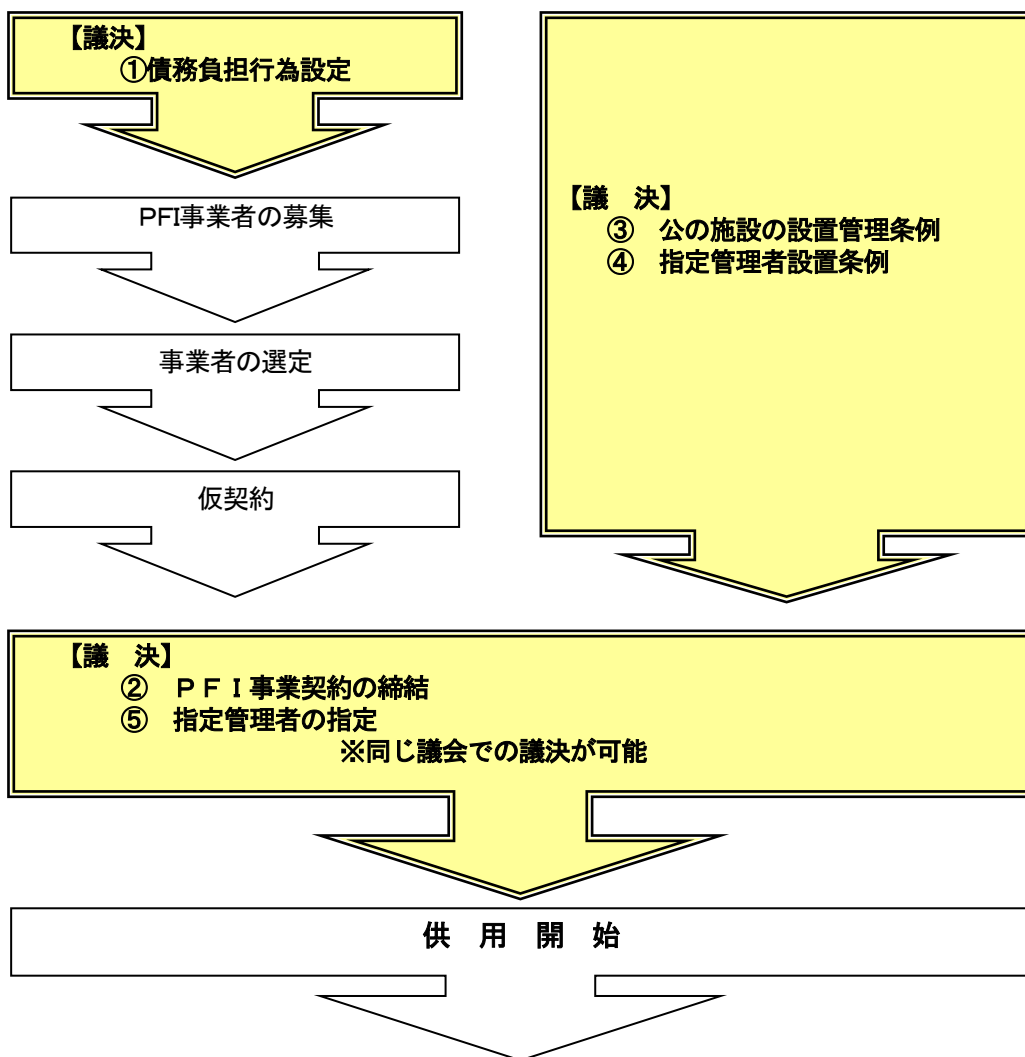 【議決】
①債務負担行為設定
PFI事業者の募集
事業者の選定
仮契約
【議　決】
③　公の施設の設置管理条例
④　指定管理者設置条例
【議　決】
②　ＰＦＩ事業契約の締結
⑤　指定管理者の指定
※同じ議会での議決が可能
供　用　開　始